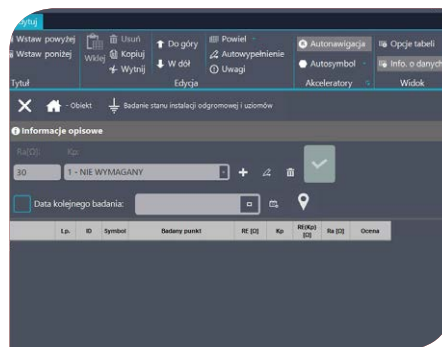 Edytuj
Wstaw powyżej
Wstaw poniżej
Tytuł
Wklej
Usuń
Kopiuj
Wytnij
Do góry
W dół
Powiel
Autowypełnienie
Uwagi
Edycja
Autonawigacja
Autosymbol
Akceleratory
Opcje tabeli
Info. o danych
Widok
- Obiekt
Badanie stanu instalacji odgromowej i uziomów
Informacje opisowe
Ra[Ω]: Kp:
30 1 - NIE WYMAGANY
Data kolejnego badania:
Lp. ID Symbol Badany punkt RE [Ω] Kp RE(Kp) [Ω] Ra [Ω] Ocena